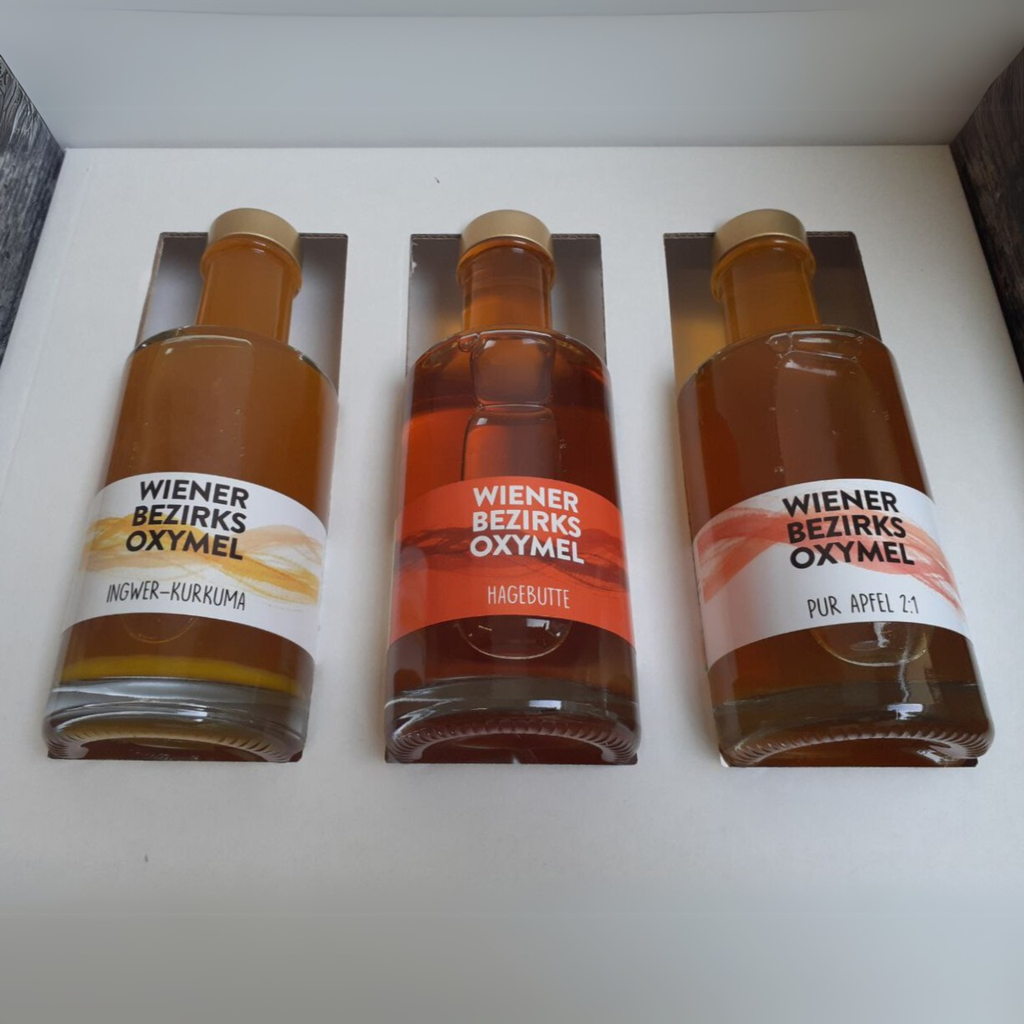 WIENER
BEZIRKS
OXYMEL
INGWER-KURKUMA
WIENER
BEZIRKS
OXYMEL
HAGEBUTTE
WIENER
BEZIRKS
OXYMEL
PUR APFEL 2:1